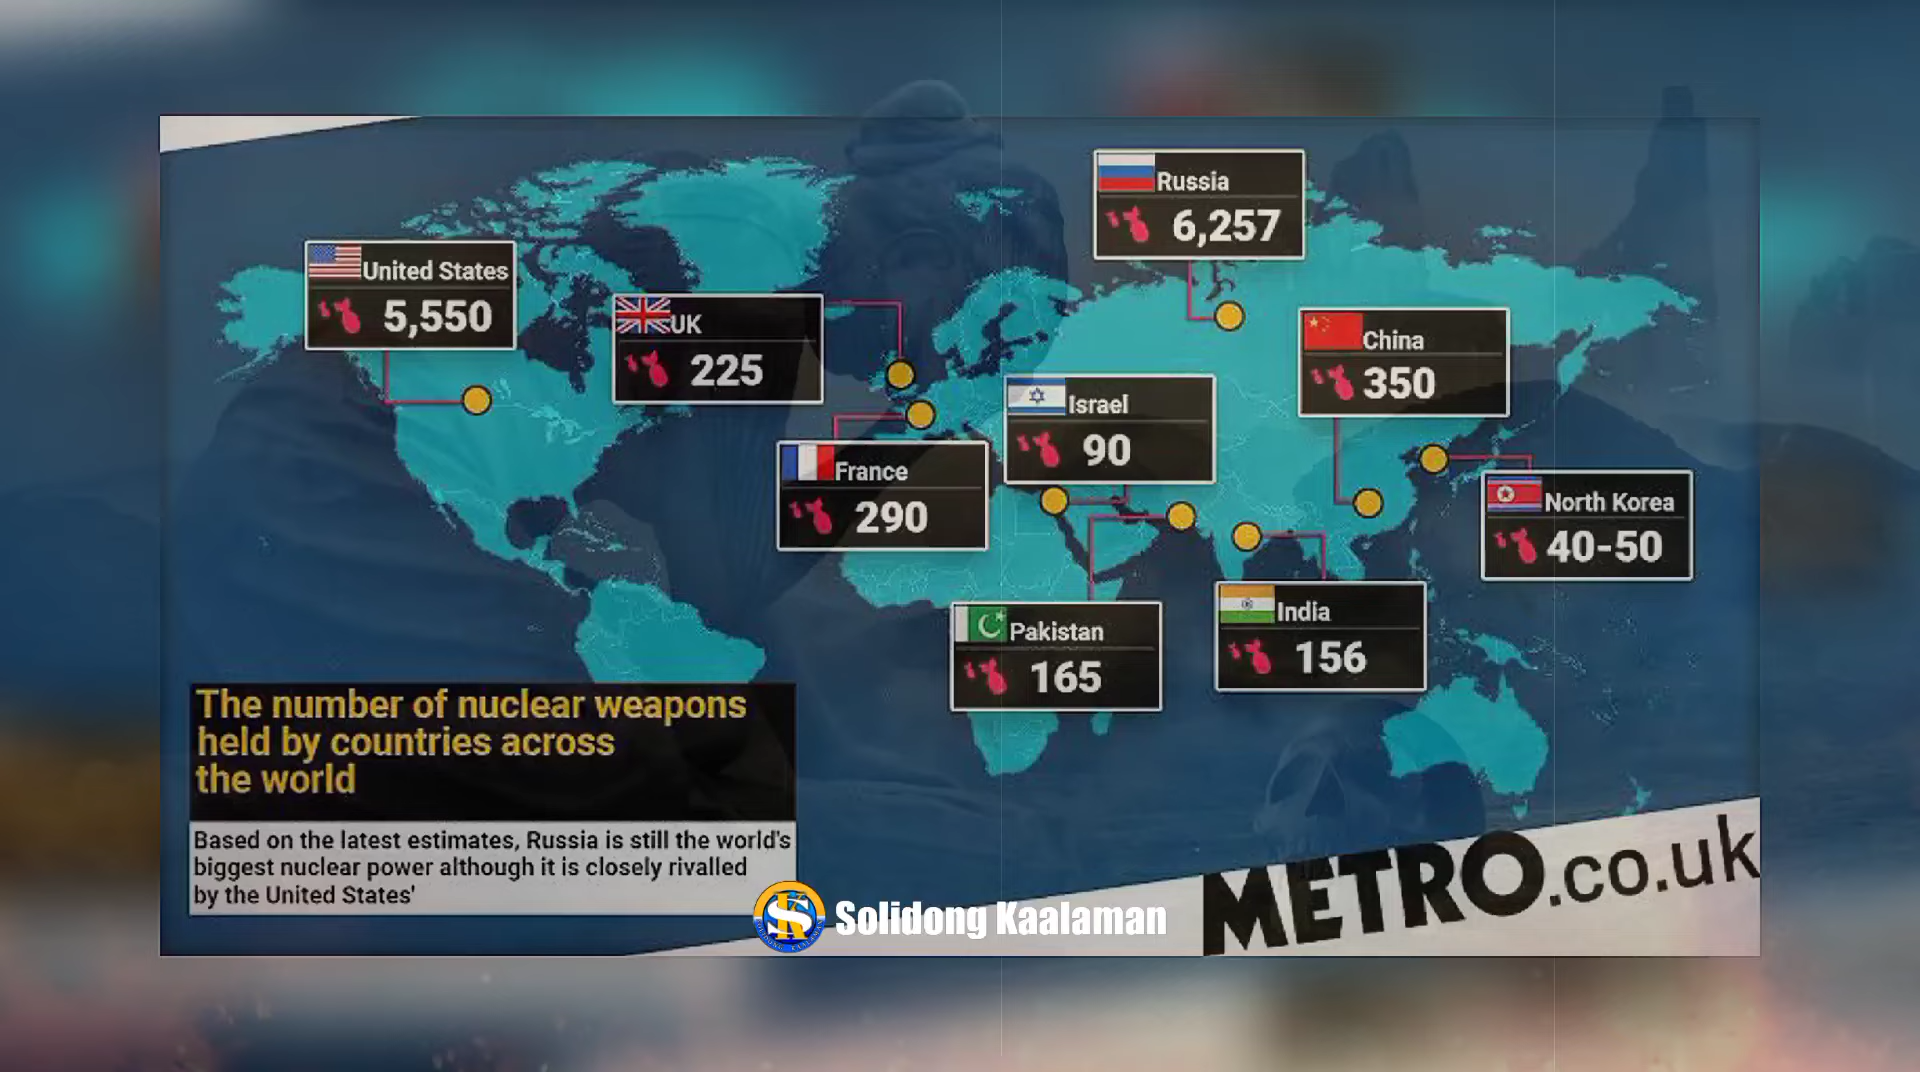 Russia
6,257
United States
5,550
UK
225
China
350
Israel
90
France
290
North Korea
40-50
Pakistan
165
India
156
The number of nuclear weapons
held by countries across
the world
Based on the latest estimates, Russia is still the world's
biggest nuclear power although it is closely rivalled
by the United States'
METRO.co.uk
SK
Solidong Kaalaman